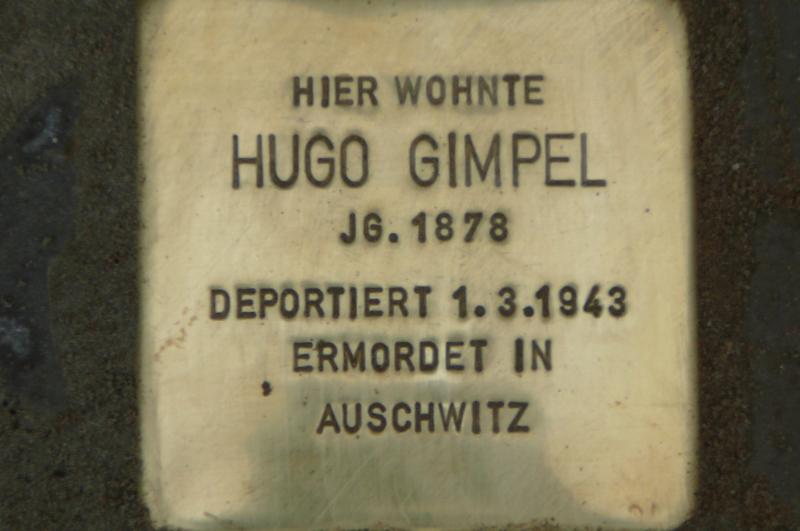 HIER WOHNTE
HUGO GIMPEL
JG. 1878
DEPORTIERT 1.3.1943
ERMORDET IN
AUSCHWITZ